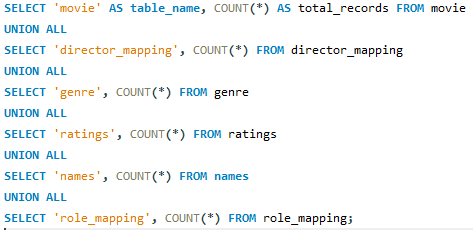 SELECT 'movie' AS table_name, COUNT(*) AS total_records FROM movie
UNION ALL
SELECT 'director_mapping', COUNT(*) FROM director_mapping
UNION ALL
SELECT 'genre', COUNT(*) FROM genre
UNION ALL
SELECT 'ratings', COUNT(*) FROM ratings
UNION ALL
SELECT 'names', COUNT(*) FROM names
UNION ALL
SELECT 'role_mapping', COUNT(*) FROM role_mapping;